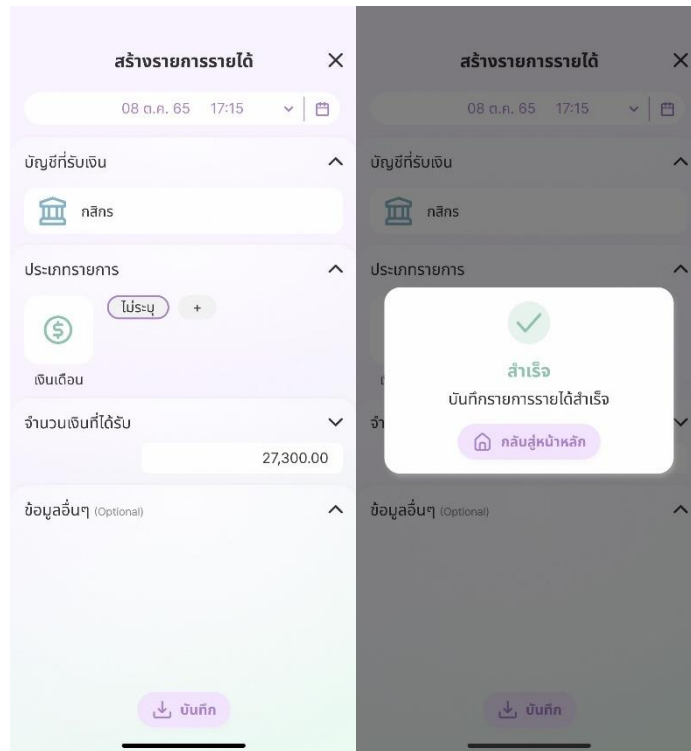 สร้างรายการรายได้
08 ต.ค. 65 17:15
บัญชีที่รับเงิน
กสิกร
ประเภทรายการ
ไม่ระบุ +
เงินเดือน
จำนวนเงินที่ได้รับ
27,300.00
ข้อมูลอื่นๆ (Optional)
บันทึก
สร้างรายการรายได้
08 ต.ค. 65 17:15
บัญชีที่รับเงิน
กสิกร
ประเภทรายการ
สำเร็จ
บันทึกรายการรายได้สำเร็จ
กลับสู่หน้าหลัก
ข้อมูลอื่นๆ (Optional)
บันทึก